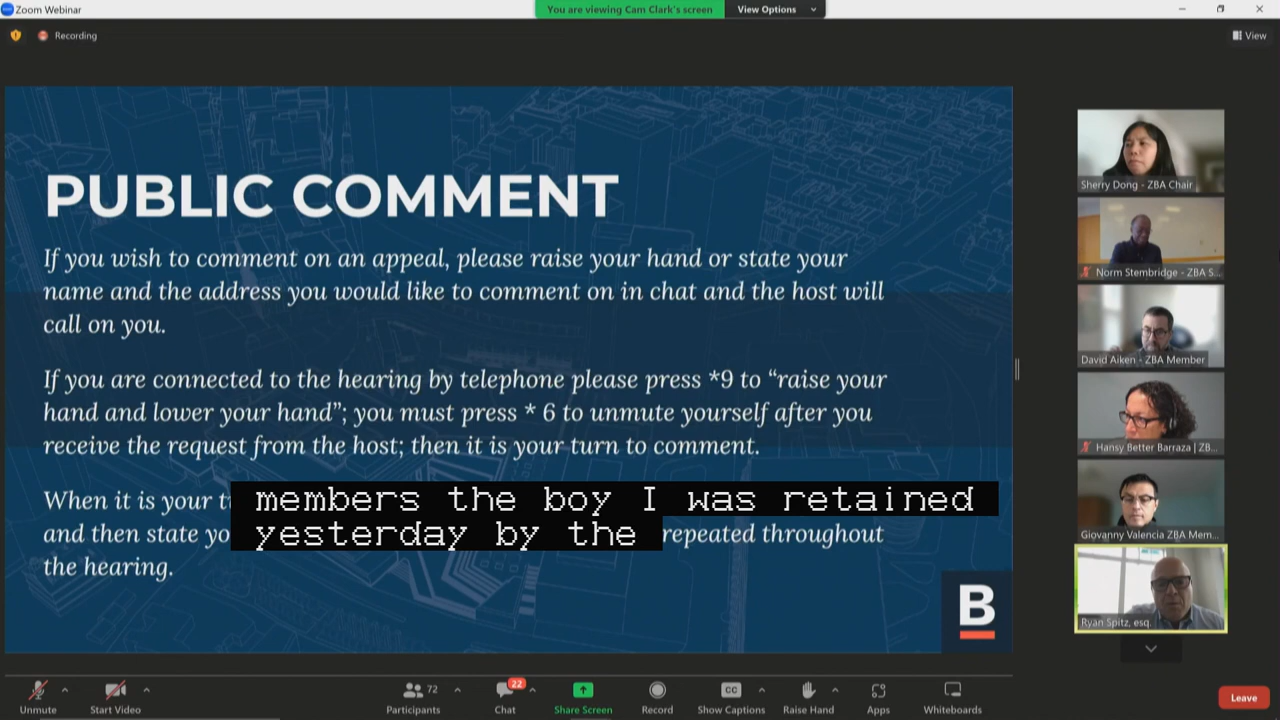 Zoom Webinar
You are viewing Cam Clark's screen
View Options
Recording
View
PUBLIC COMMENT
If you wish to comment on an appeal, please raise your hand or state your
name and the address you would like to comment on in chat and the host will
call on you.
If you are connected to the hearing by telephone please press *9 to “raise your
hand and lower your hand”; you must press * 6 to unmute yourself after you
receive the request from the host; then it is your turn to comment.
When it is your
and then state
repeated throughout
the hearing.
members the boy I was retained
yesterday by the
B
Sherry Dong - ZBA Chair
Norm Stembridge - ZBA S...
David Aiken - ZBA Member
Hansy Better Barraza | ZB...
Giovanny Valencia ZBA Mem...
Ryan Spitz, esq.
Unmute
Start Video
Participants
72
Chat
22
Share Screen
Record
CC
Show Captions
Raise Hand
Apps
Whiteboards
Leave